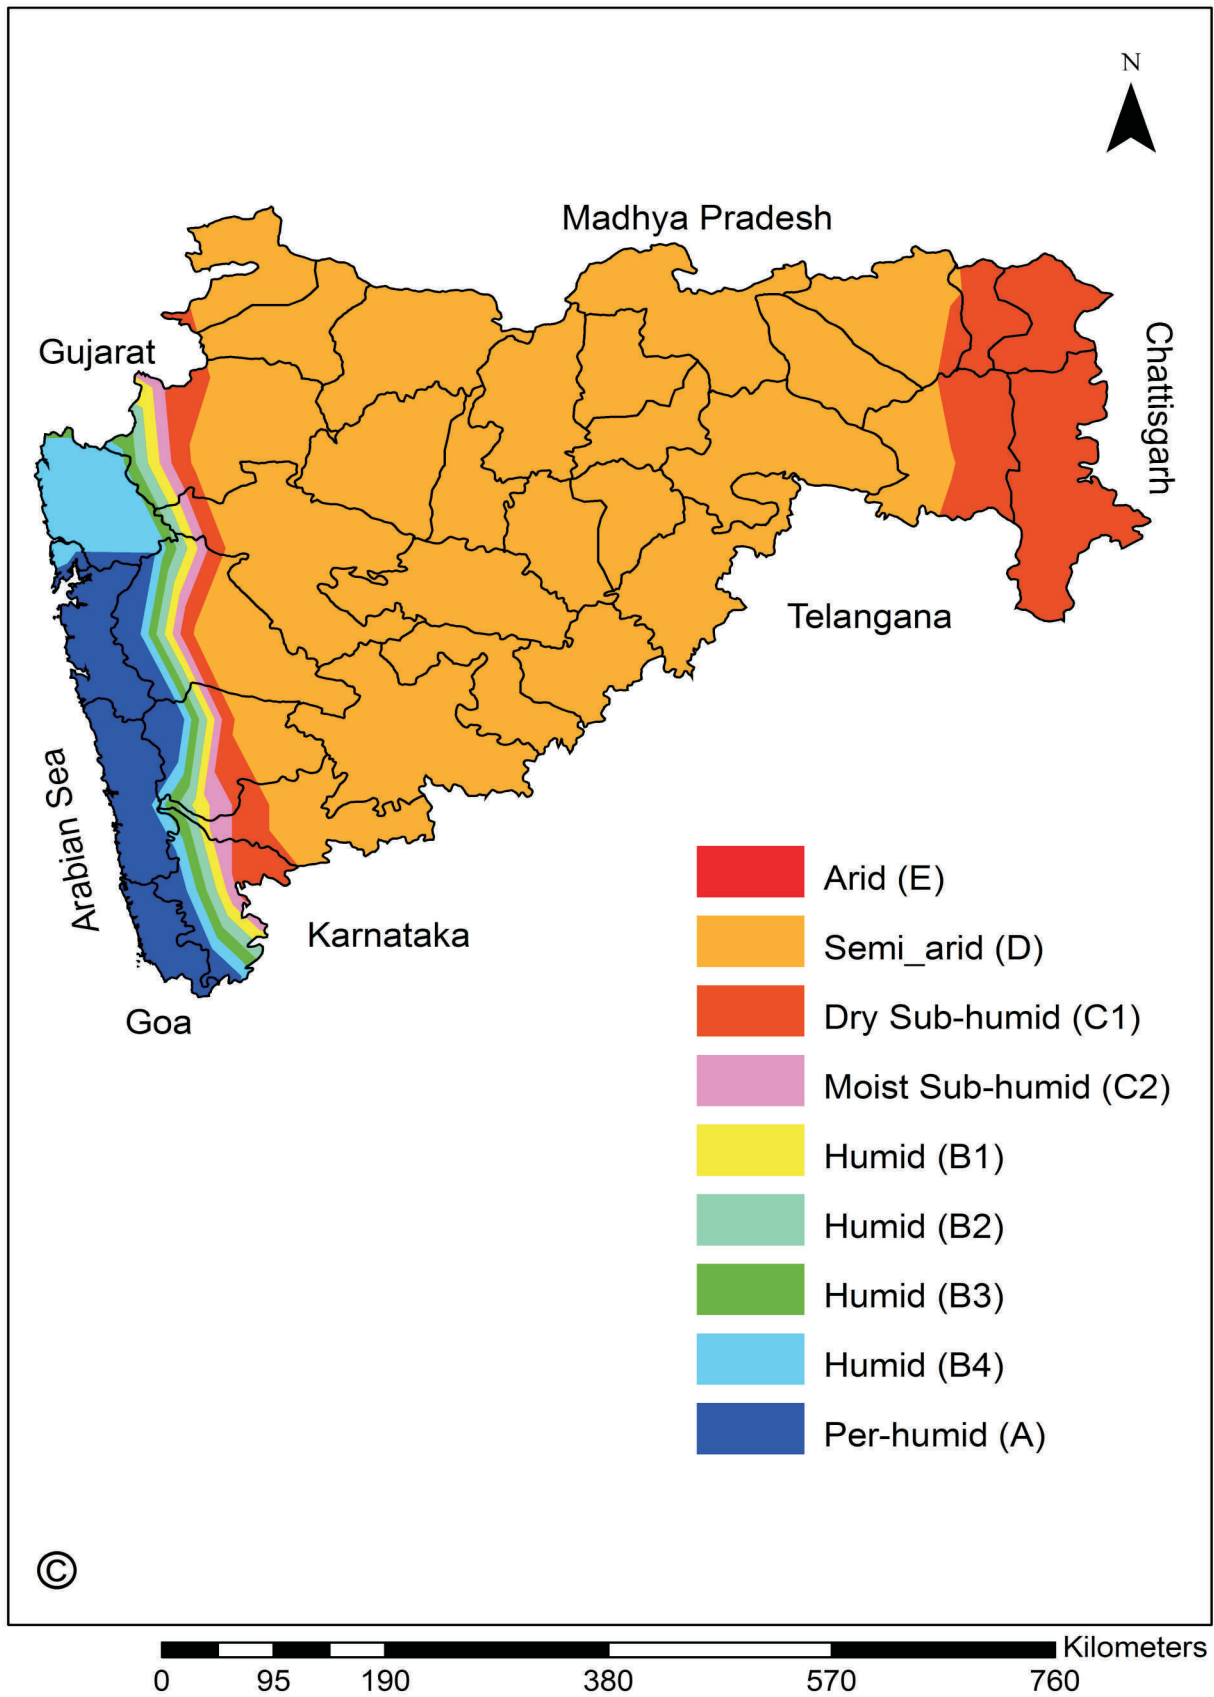 N
Madhya Pradesh
Gujarat
Chattisgarh
Telangana
Arabian Sea
Karnataka
Goa
Arid (E)
Semi_arid (D)
Dry Sub-humid (C1)
Moist Sub-humid (C2)
Humid (B1)
Humid (B2)
Humid (B3)
Humid (B4)
Per-humid (A)
©
Kilometers
0 95 190 380 570 760